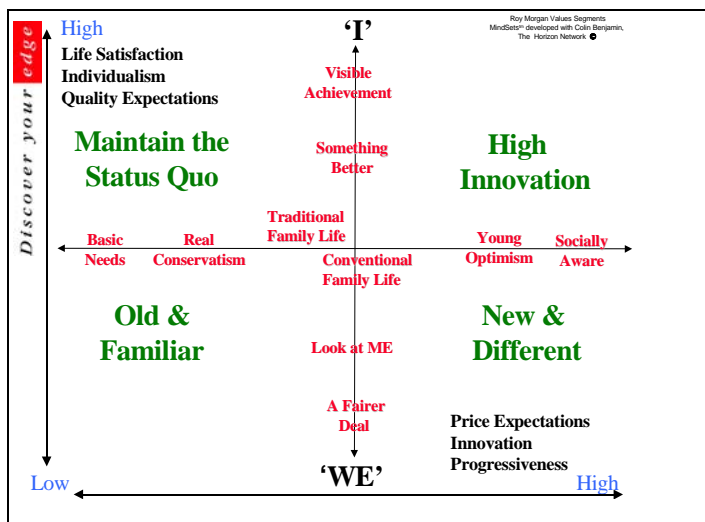 Discover your edge
High
Life Satisfaction
Individualism
Quality Expectations
'I'
Roy Morgan Values Segments
MindSets℠ developed with Colin Benjamin,
The Horizon Network
Visible
Achievement
Maintain the
Status Quo
Something
Better
High
Innovation
Traditional
Family Life
Basic
Needs
Real
Conservatism
Conventional
Family Life
Young
Optimism
Socially
Aware
Old &
Familiar
Look at ME
New &
Different
A Fairer
Deal
Price Expectations
Innovation
Progressiveness
Low
'WE'
High